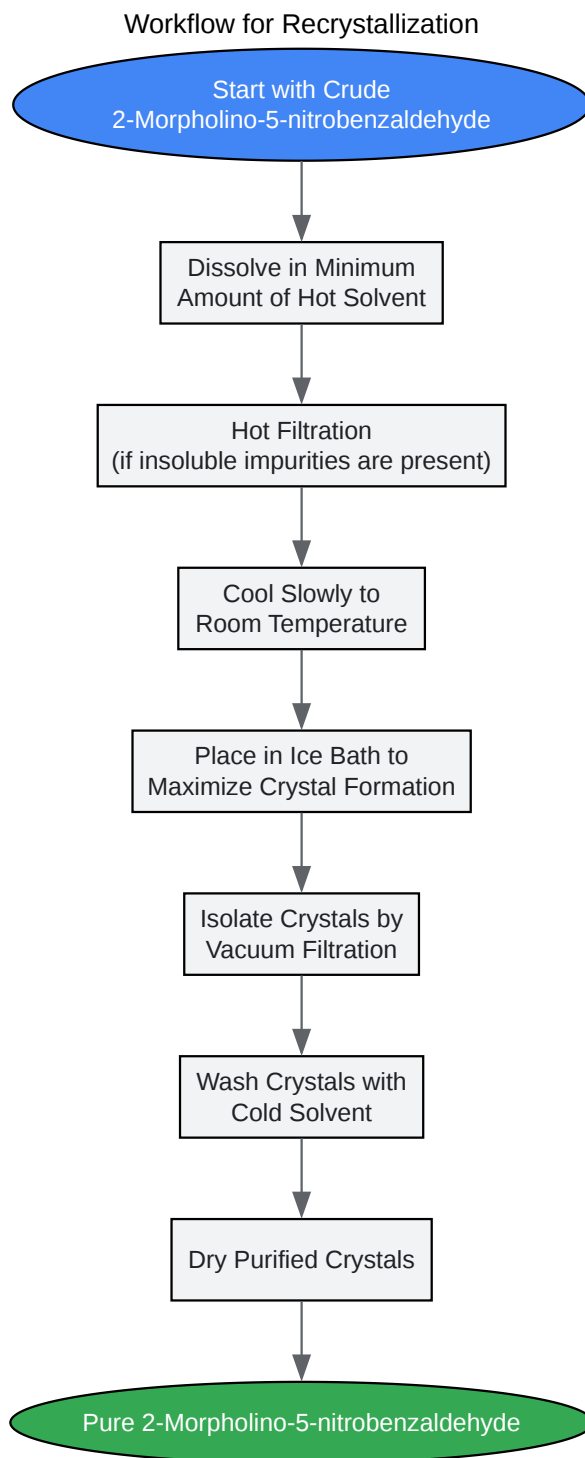 Workflow for Recrystallization
Start with Crude
2-Morpholino-5-nitrobenzaldehyde
Dissolve in Minimum
Amount of Hot Solvent
Hot Filtration
(if insoluble impurities are present)
Cool Slowly to
Room Temperature
Place in Ice Bath to
Maximize Crystal Formation
Isolate Crystals by
Vacuum Filtration
Wash Crystals with
Cold Solvent
Dry Purified Crystals
Pure 2-Morpholino-5-nitrobenzaldehyde